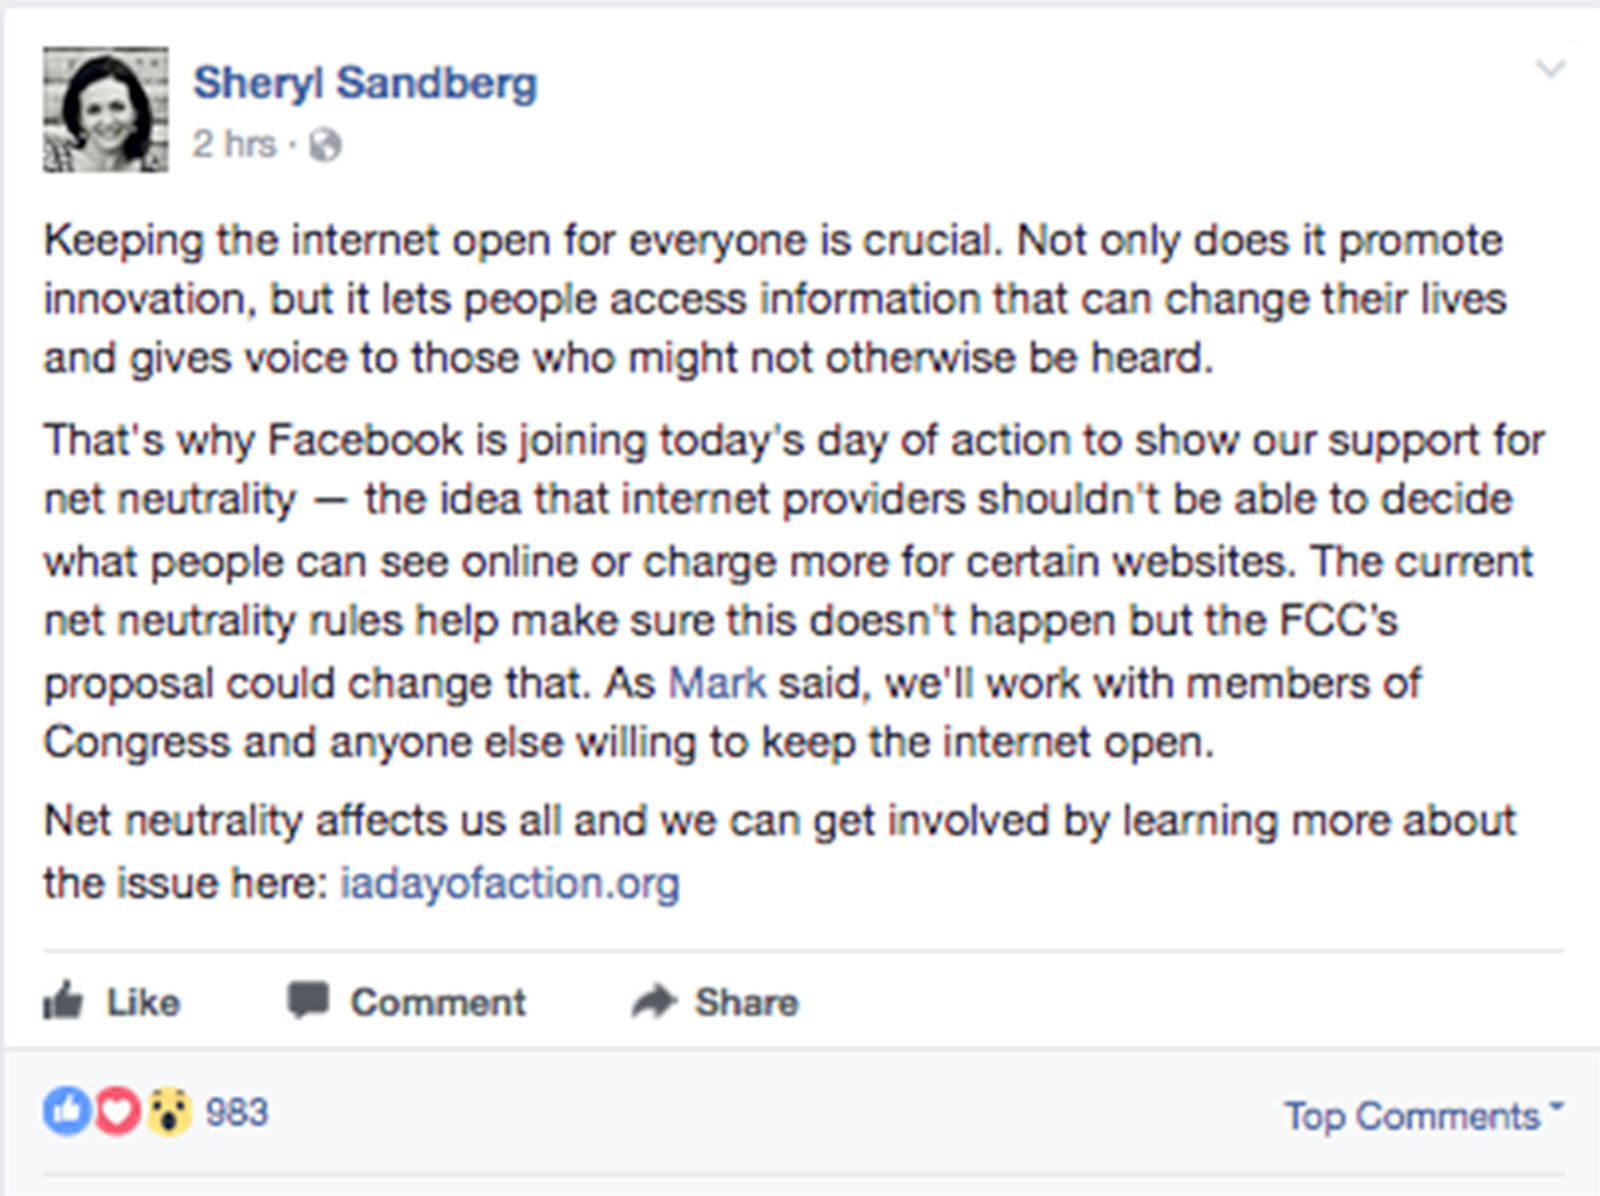 Sheryl Sandberg
2 hrs ·
Keeping the internet open for everyone is crucial. Not only does it promote
innovation, but it lets people access information that can change their lives
and gives voice to those who might not otherwise be heard.
That's why Facebook is joining today's day of action to show our support for
net neutrality — the idea that internet providers shouldn't be able to decide
what people can see online or charge more for certain websites. The current
net neutrality rules help make sure this doesn't happen but the FCC's
proposal could change that. As Mark said, we'll work with members of
Congress and anyone else willing to keep the internet open.
Net neutrality affects us all and we can get involved by learning more about
the issue here: iadayofaction.org
Like Comment Share
983 Top Comments